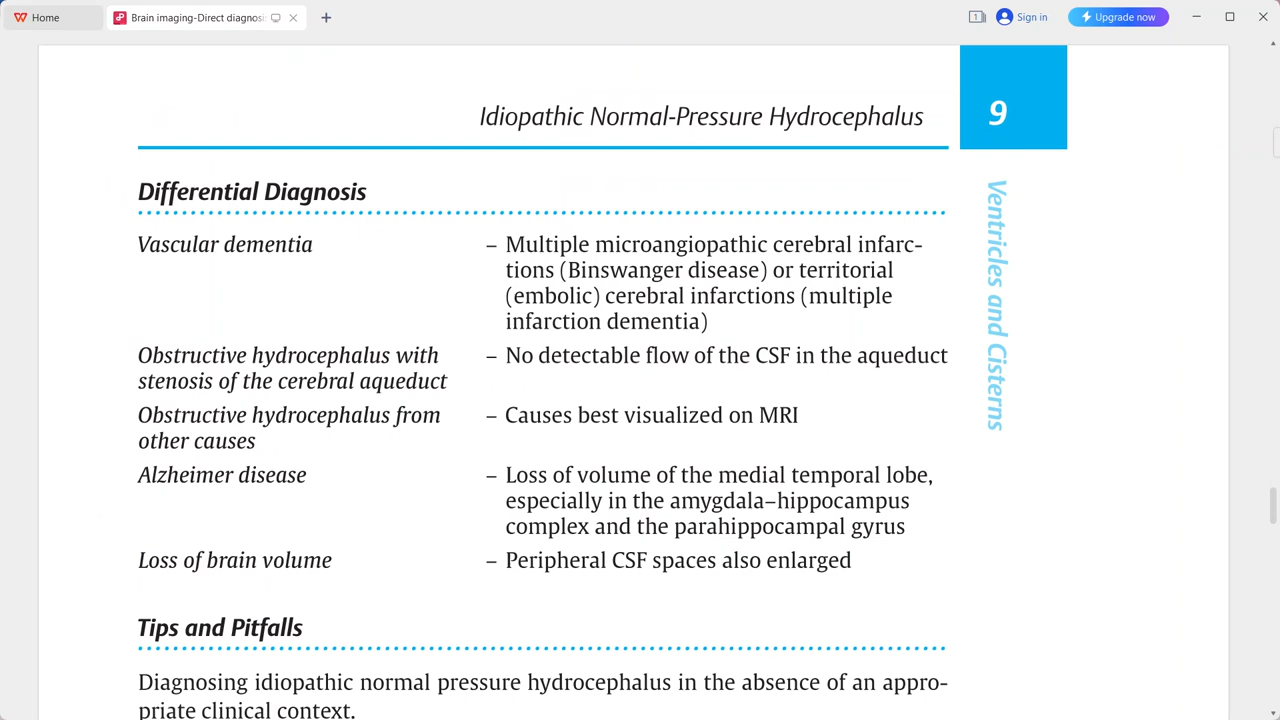 Home
Brain imaging-Direct diagnosi
1
Sign in
Upgrade now
Idiopathic Normal-Pressure Hydrocephalus
9
Ventricles and Cisterns
Differential Diagnosis
Vascular dementia
– Multiple microangiopathic cerebral infarc-
tions (Binswanger disease) or territorial
(embolic) cerebral infarctions (multiple
infarction dementia)
Obstructive hydrocephalus with
stenosis of the cerebral aqueduct
– No detectable flow of the CSF in the aqueduct
Obstructive hydrocephalus from
other causes
– Causes best visualized on MRI
Alzheimer disease
– Loss of volume of the medial temporal lobe,
especially in the amygdala–hippocampus
complex and the parahippocampal gyrus
Loss of brain volume
– Peripheral CSF spaces also enlarged
Tips and Pitfalls
Diagnosing idiopathic normal pressure hydrocephalus in the absence of an appro-
priate clinical context.